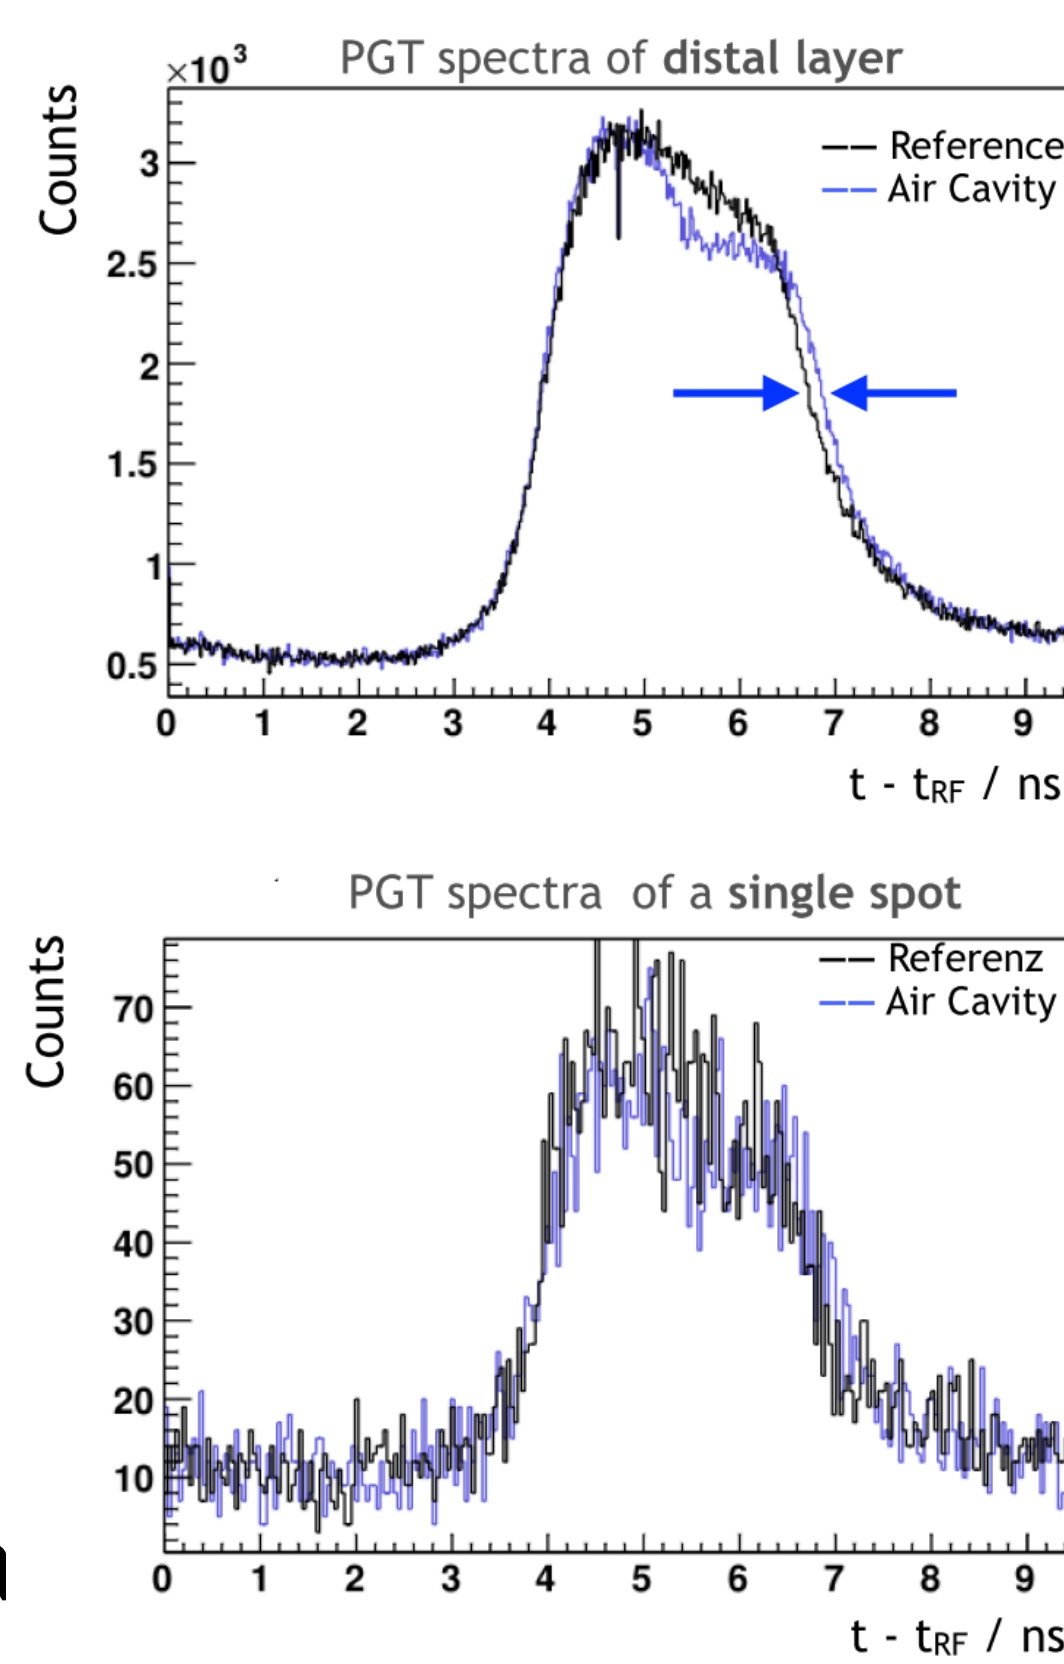 PGT spectra of distal layer
×10³
Counts
Reference
Air Cavity
3
2.5
2
1.5
1
0.5
0 1 2 3 4 5 6 7 8 9
t - tRF / ns
PGT spectra of a single spot
Counts
Referenz
Air Cavity
70
60
50
40
30
20
10
0 1 2 3 4 5 6 7 8 9
t - tRF / ns